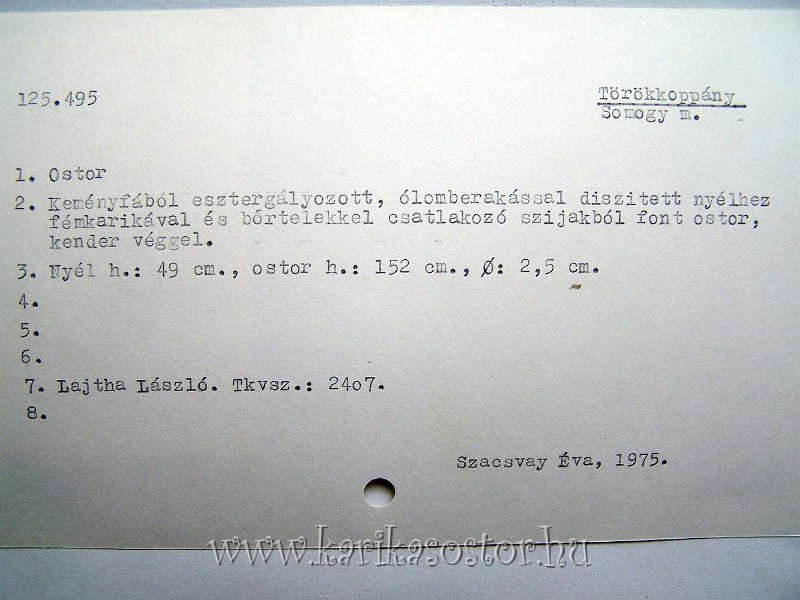 125.495
Törökkoppány
Somogy m.
1. Ostor
2. Keményfából esztergályozott, ólomberakással diszitett nyélhez
fémkarikával és bőrtelekkel csatlakozó szijakból font ostor,
kender véggel.
3. Nyél h.: 49 cm., ostor h.: 152 cm., Ø: 2,5 cm.
4.
5.
6.
7. Lajtha László. Tkvsz.: 24o7.
8.
Szacsvay Éva, 1975.
www.karikasostor.hu